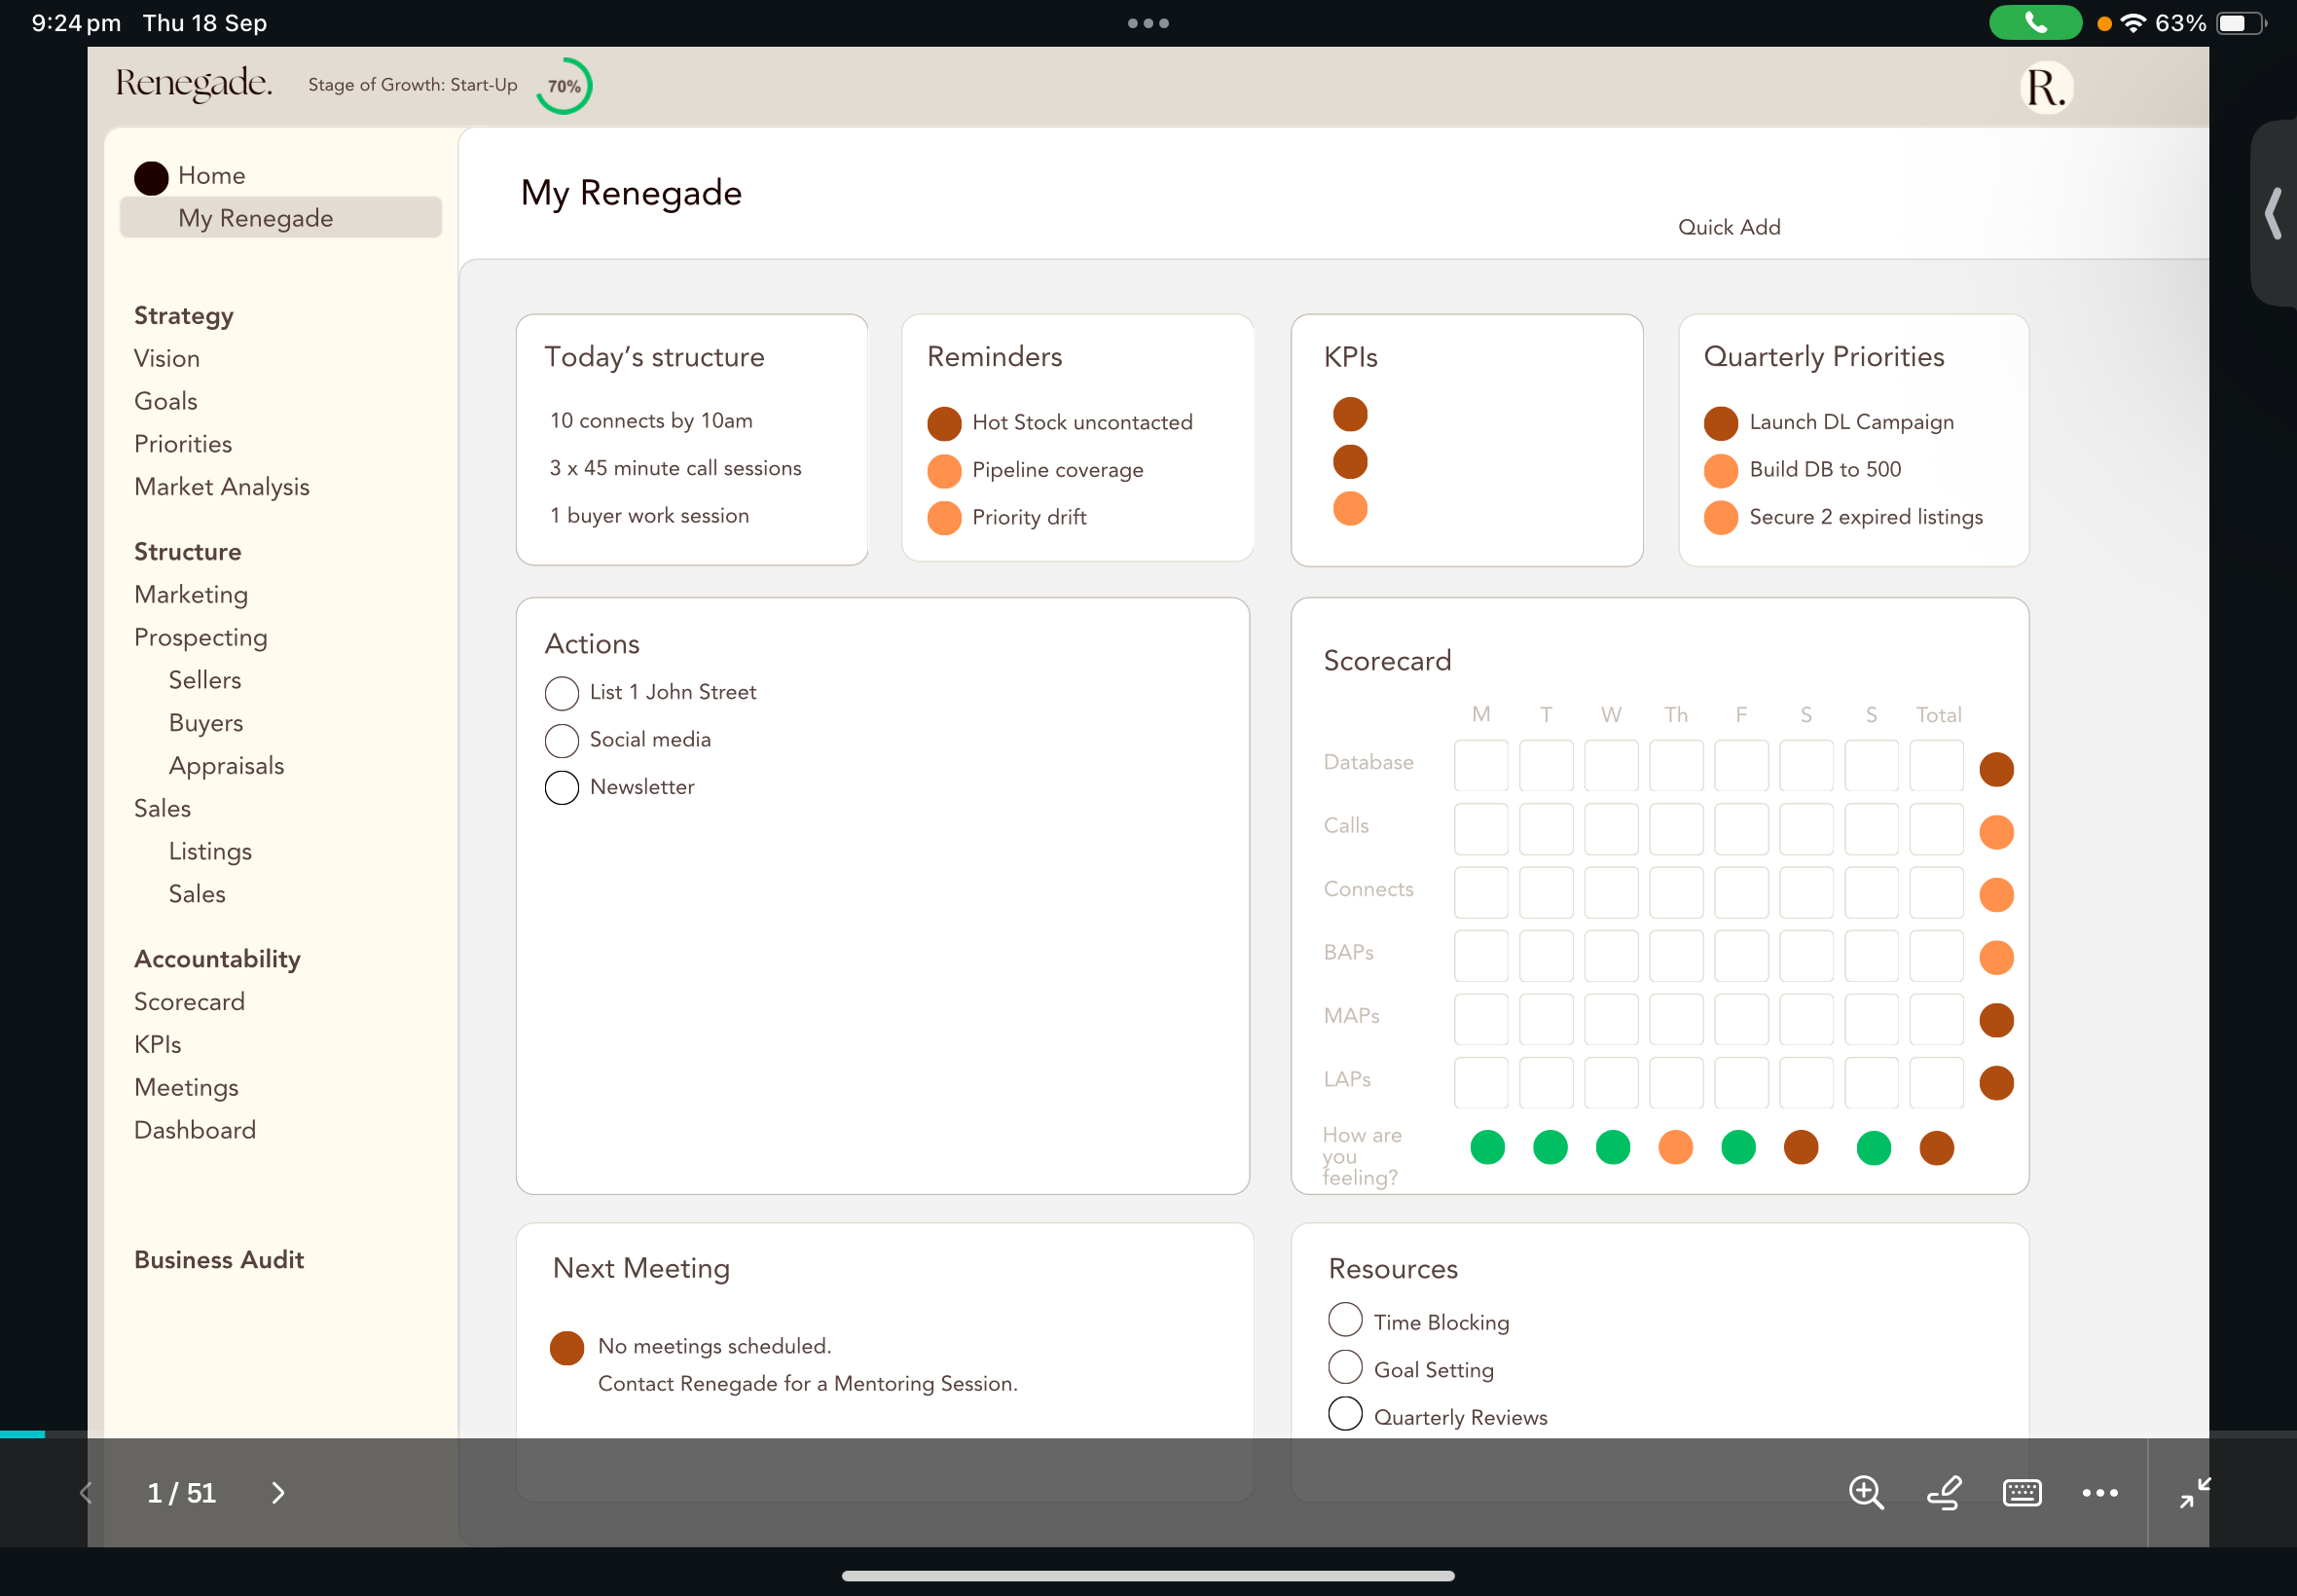 9:24 pm Thu 18 Sep
63%
Renegade.
Stage of Growth: Start-Up
70%
R.
Home
My Renegade
Strategy
Vision
Goals
Priorities
Market Analysis
Structure
Marketing
Prospecting
Sellers
Buyers
Appraisals
Sales
Listings
Sales
Accountability
Scorecard
KPIs
Meetings
Dashboard
Business Audit
My Renegade
Quick Add
Today’s structure
10 connects by 10am
3 x 45 minute call sessions
1 buyer work session
Reminders
Hot Stock uncontacted
Pipeline coverage
Priority drift
KPIs
Quarterly Priorities
Launch DL Campaign
Build DB to 500
Secure 2 expired listings
Actions
List 1 John Street
Social media
Newsletter
Scorecard
M T W Th F S S Total
Database
Calls
Connects
BAPs
MAPs
LAPs
How are
you
feeling?
Next Meeting
No meetings scheduled.
Contact Renegade for a Mentoring Session.
Resources
Time Blocking
Goal Setting
Quarterly Reviews
1 / 51